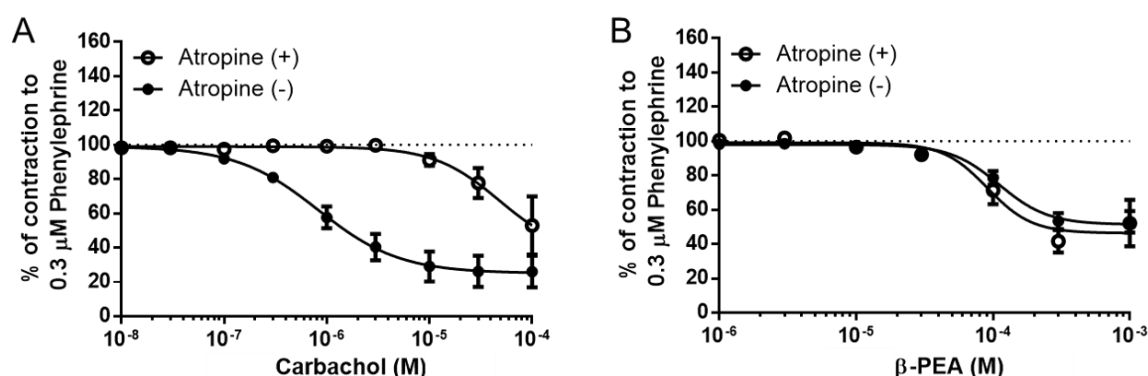 A
% of contraction to
0.3 μM Phenylephrine
160
140
120
100
80
60
40
20
0
Atropine (+)
Atropine (-)
10-8
10-7
10-6
10-5
10-4
Carbachol (M)
B
% of contraction to
0.3 μM Phenylephrine
160
140
120
100
80
60
40
20
0
Atropine (+)
Atropine (-)
10-6
10-5
10-4
10-3
β-PEA (M)